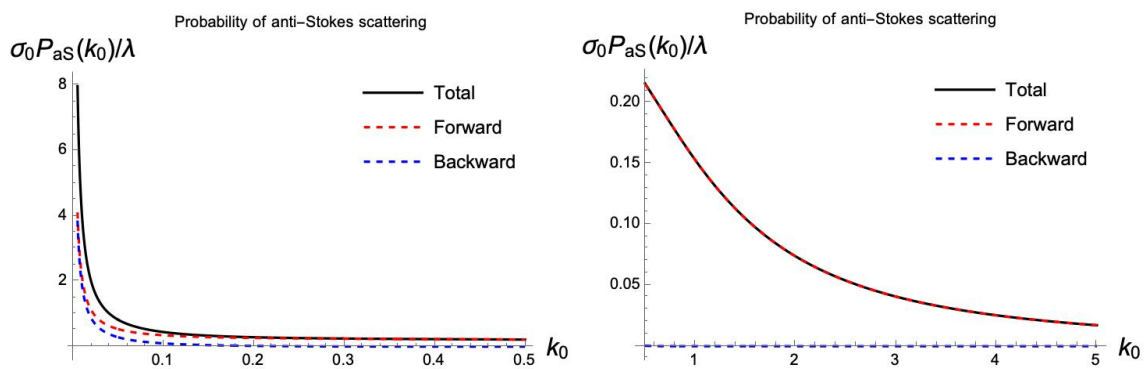 Probability of anti−Stokes scattering
σ₀PaS(k₀)/λ
8
6
4
2
0.1 0.2 0.3 0.4 0.5 k₀
Total
Forward
Backward
Probability of anti−Stokes scattering
σ₀PaS(k₀)/λ
0.20
0.15
0.10
0.05
1 2 3 4 5 k₀
Total
Forward
Backward